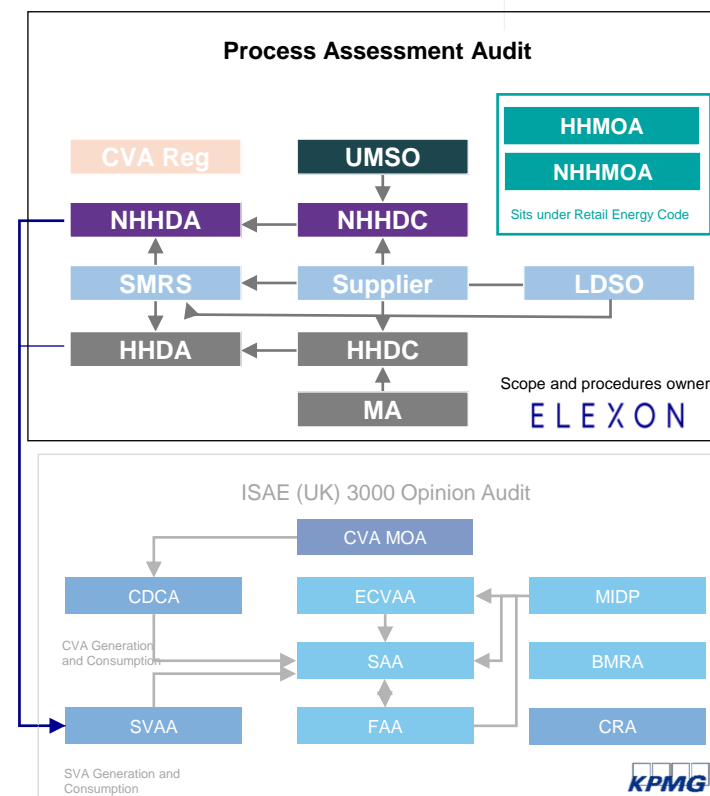 Process Assessment Audit
HHMOA
CVA Reg
UMSO
NHHMOA
NHHDA
NHHDC
Sits under Retail Energy Code
SMRS
Supplier
LDSO
HHDA
HHDC
Scope and procedures owner
MA
ELEXON
ISAE (UK) 3000 Opinion Audit
CVA MOA
CDCA
ECVAA
MIDP
CVA Generation
and Consumption
SAA
BMRA
SVAA
FAA
CRA
SVA Generation and
Consumption
KPMG